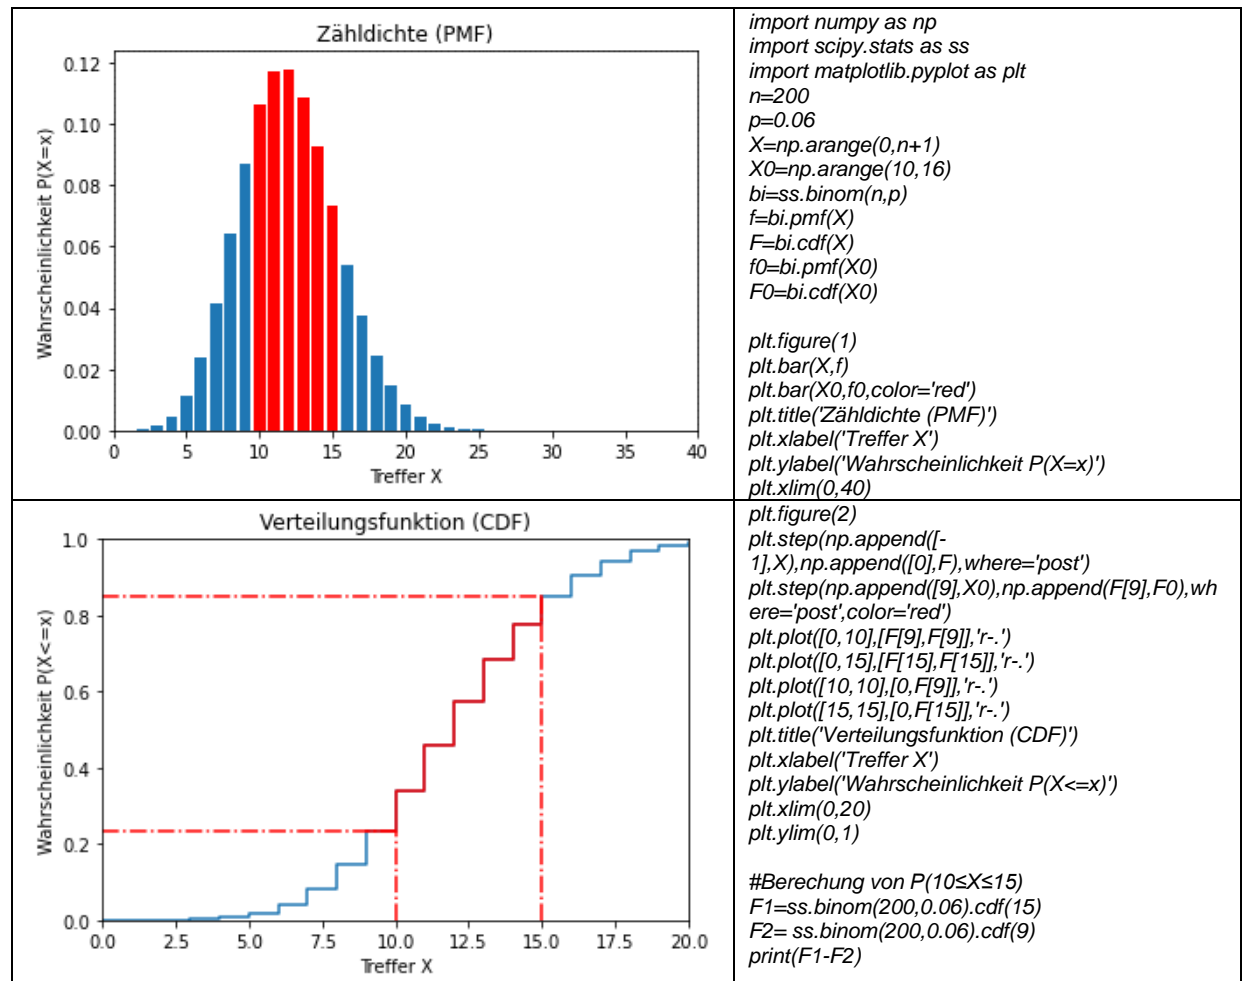 Zähldichte (PMF)
Wahrscheinlichkeit P(X=x)
0.12
0.10
0.08
0.06
0.04
0.02
0.00
0 5 10 15 20 25 30 35 40
Treffer X
import numpy as np
import scipy.stats as ss
import matplotlib.pyplot as plt
n=200
p=0.06
X=np.arange(0,n+1)
X0=np.arange(10,16)
bi=ss.binom(n,p)
f=bi.pmf(X)
F=bi.cdf(X)
f0=bi.pmf(X0)
F0=bi.cdf(X0)
plt.figure(1)
plt.bar(X,f)
plt.bar(X0,f0,color='red')
plt.title('Zähldichte (PMF)')
plt.xlabel('Treffer X')
plt.ylabel('Wahrscheinlichkeit P(X=x)')
plt.xlim(0,40)
Verteilungsfunktion (CDF)
Wahrscheinlichkeit P(X<=x)
1.0
0.8
0.6
0.4
0.2
0.0
0.0 2.5 5.0 7.5 10.0 12.5 15.0 17.5 20.0
Treffer X
plt.figure(2)
plt.step(np.append([-
1],X),np.append([0],F),where='post')
plt.step(np.append([9],X0),np.append(F[9],F0),wh
ere='post',color='red')
plt.plot([0,10],[F[9],F[9]],'r-.')
plt.plot([0,15],[F[15],F[15]],'r-.')
plt.plot([10,10],[0,F[9]],'r-.')
plt.plot([15,15],[0,F[15]],'r-.')
plt.title('Verteilungsfunktion (CDF)')
plt.xlabel('Treffer X')
plt.ylabel('Wahrscheinlichkeit P(X<=x)')
plt.xlim(0,20)
plt.ylim(0,1)
#Berechung von P(10≤X≤15)
F1=ss.binom(200,0.06).cdf(15)
F2= ss.binom(200,0.06).cdf(9)
print(F1-F2)